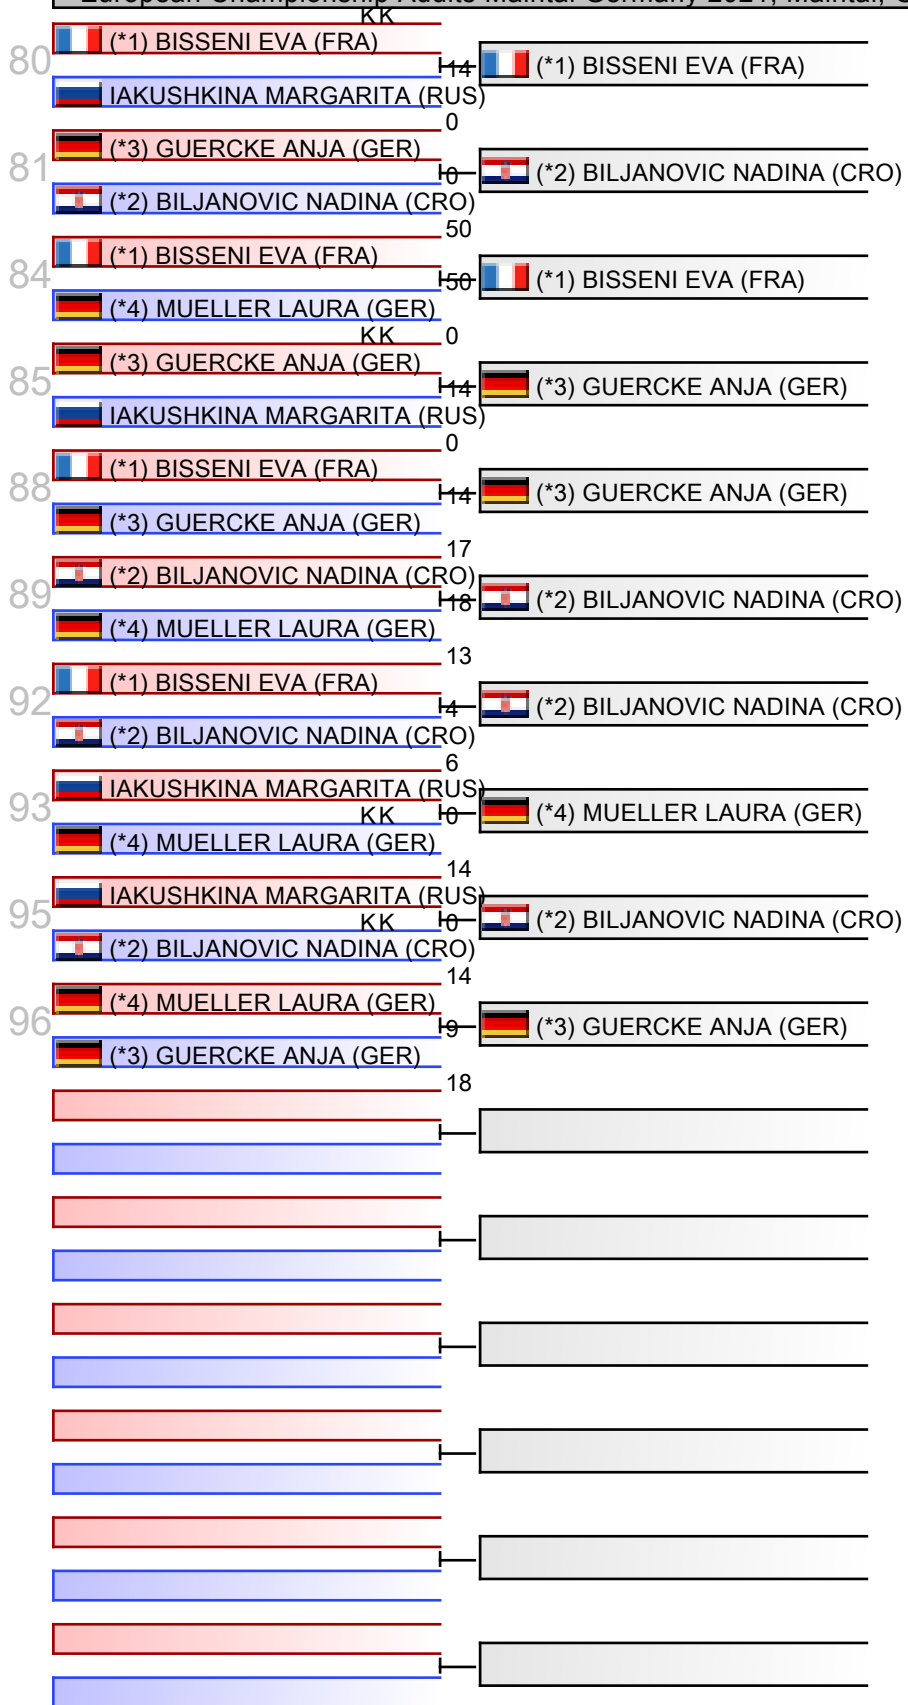 European Championship Adults Maintal Germany 2021, Maintal,
KK
80
(*1) BISSENI EVA (FRA)
14
(*1) BISSENI EVA (FRA)
IAKUSHKINA MARGARITA (RUS)
0
81
(*3) GUERCKE ANJA (GER)
0
(*2) BILJANOVIC NADINA (CRO)
(*2) BILJANOVIC NADINA (CRO)
50
84
(*1) BISSENI EVA (FRA)
50
(*1) BISSENI EVA (FRA)
(*4) MUELLER LAURA (GER)
KK
0
85
(*3) GUERCKE ANJA (GER)
14
(*3) GUERCKE ANJA (GER)
IAKUSHKINA MARGARITA (RUS)
0
88
(*1) BISSENI EVA (FRA)
14
(*3) GUERCKE ANJA (GER)
(*3) GUERCKE ANJA (GER)
17
89
(*2) BILJANOVIC NADINA (CRO)
18
(*2) BILJANOVIC NADINA (CRO)
(*4) MUELLER LAURA (GER)
13
92
(*1) BISSENI EVA (FRA)
4
(*2) BILJANOVIC NADINA (CRO)
(*2) BILJANOVIC NADINA (CRO)
6
93
IAKUSHKINA MARGARITA (RUS)
KK
0
(*4) MUELLER LAURA (GER)
(*4) MUELLER LAURA (GER)
14
95
IAKUSHKINA MARGARITA (RUS)
KK
0
(*2) BILJANOVIC NADINA (CRO)
(*2) BILJANOVIC NADINA (CRO)
14
96
(*4) MUELLER LAURA (GER)
9
(*3) GUERCKE ANJA (GER)
(*3) GUERCKE ANJA (GER)
18